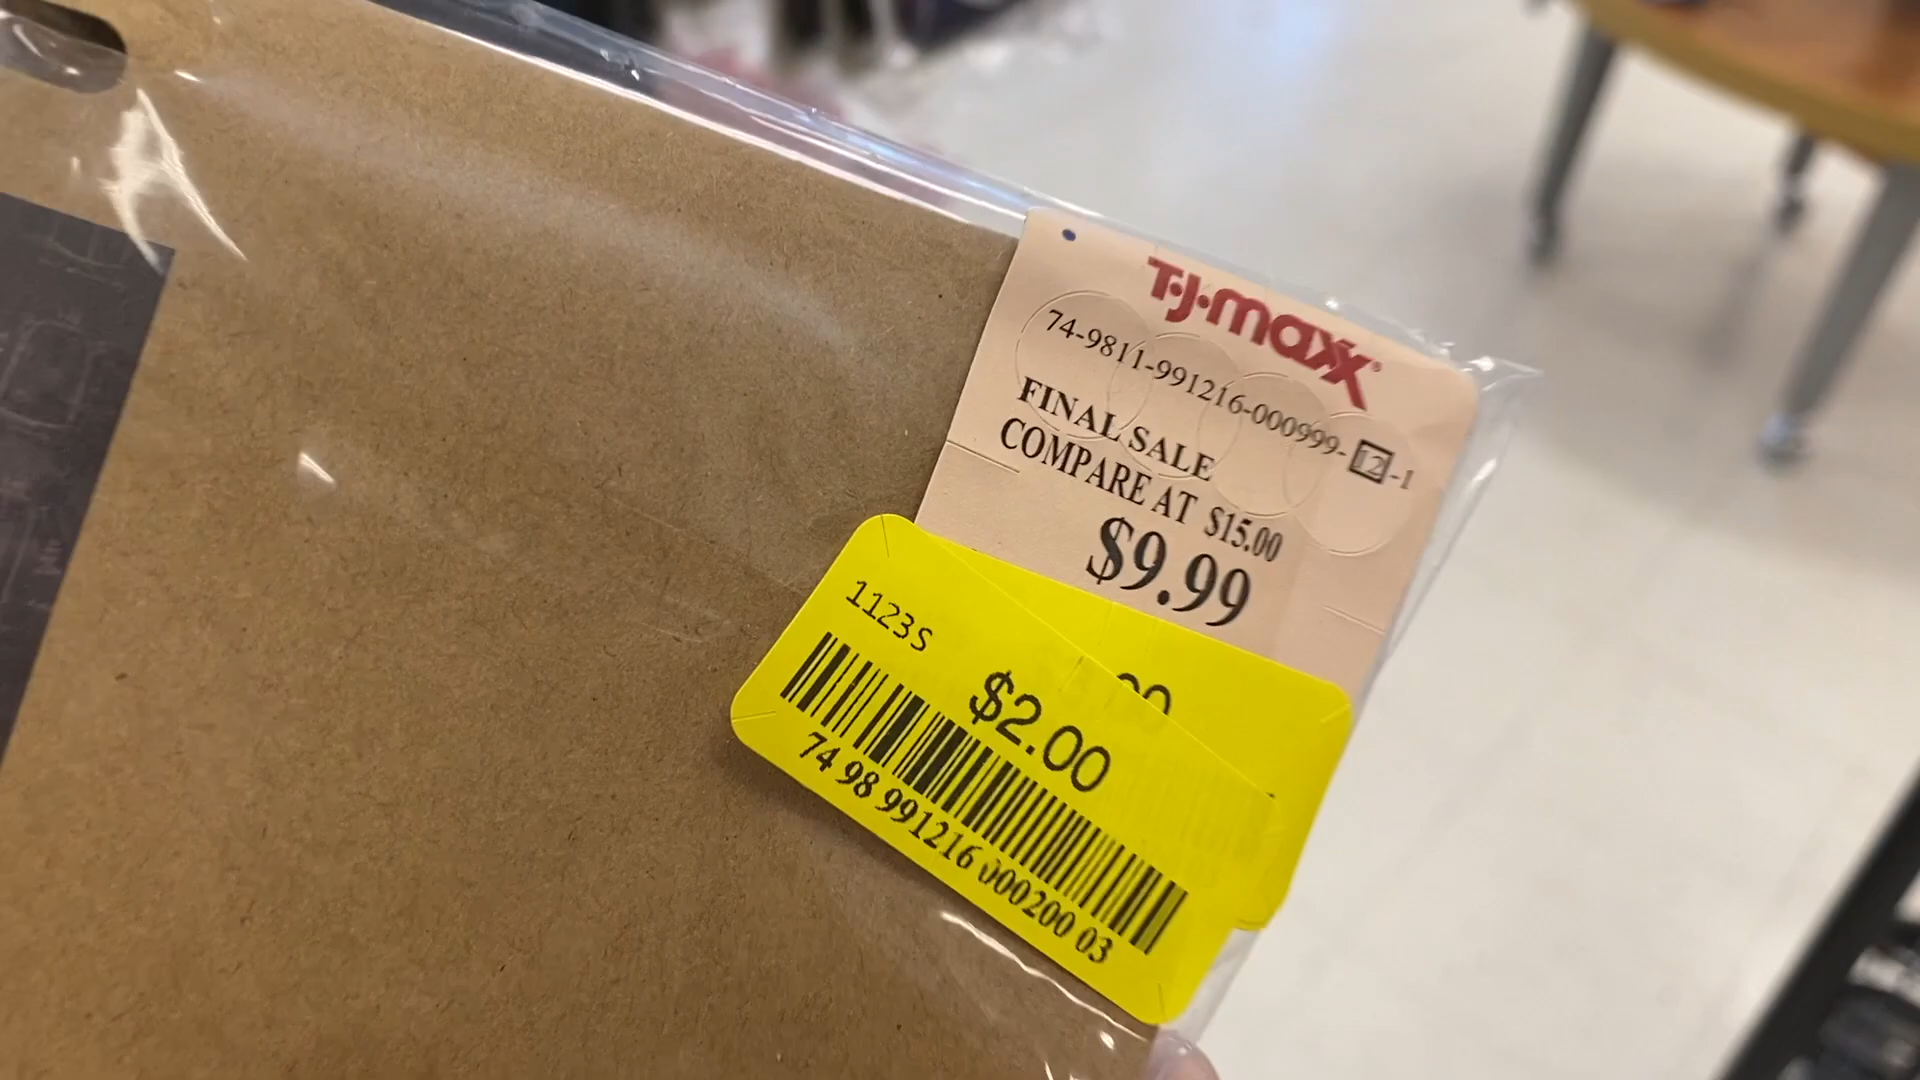 T·J·maxx®
74-9811-991216-000999-12-1
FINAL SALE
COMPARE AT $15.00
$9.99
1123S
$2.00
74 98 991216 000200 03